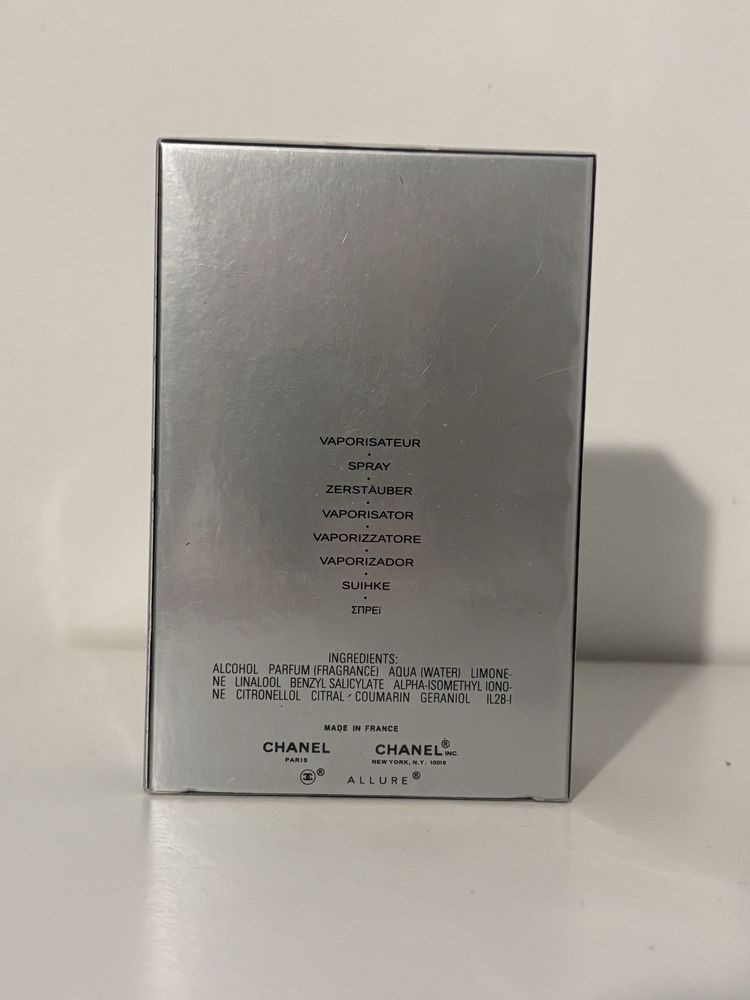 VAPORISATEUR
•
SPRAY
•
ZERSTÄUBER
•
VAPORISATOR
•
VAPORIZZATORE
•
VAPORIZADOR
•
SUIHKE
•
ΣΠΡΕϊ
INGREDIENTS:
ALCOHOL PARFUM (FRAGRANCE) AQUA (WATER) LIMONE-
NE LINALOOL BENZYL SALICYLATE ALPHA-ISOMETHYL IONO-
NE CITRONELLOL CITRAL COUMARIN GERANIOL IL28-I
MADE IN FRANCE
CHANEL CHANEL® INC.
PARIS NEW YORK, N.Y. 10019
® ALLURE®